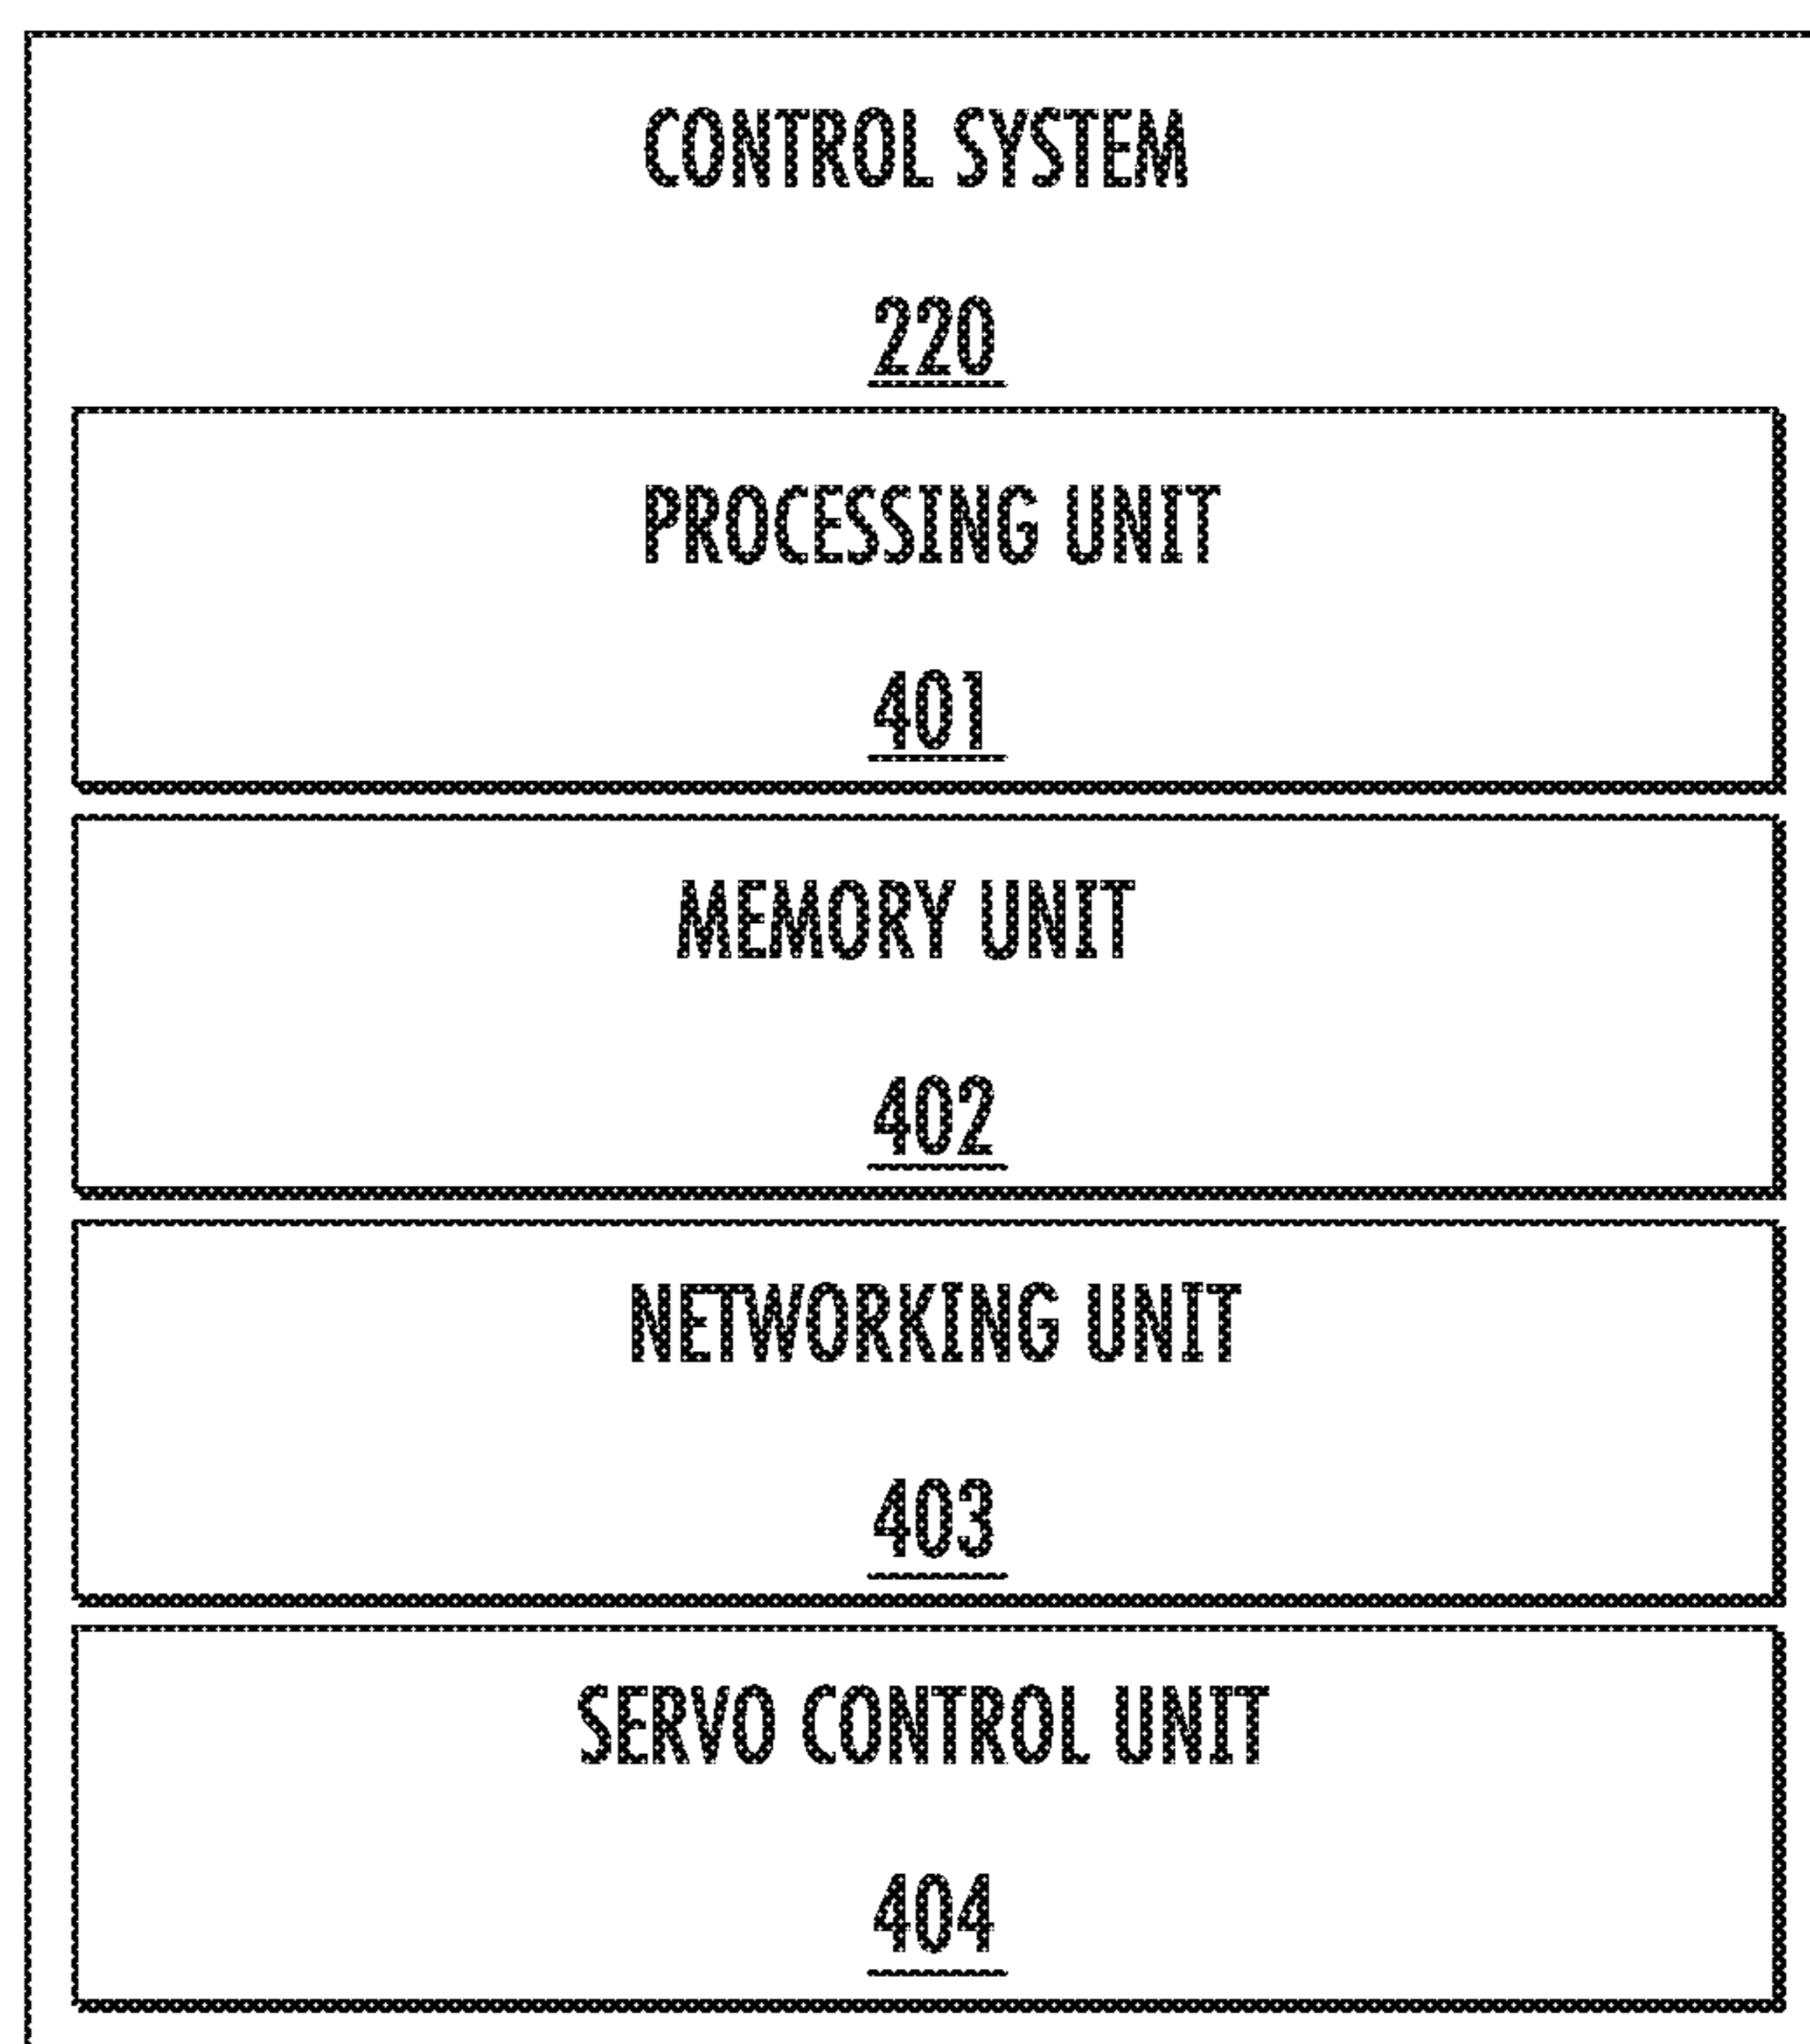 CONTROL SYSTEM
220
PROCESSING UNIT
401
MEMORY UNIT
402
NETWORKING UNIT
403
SERVO CONTROL UNIT
404